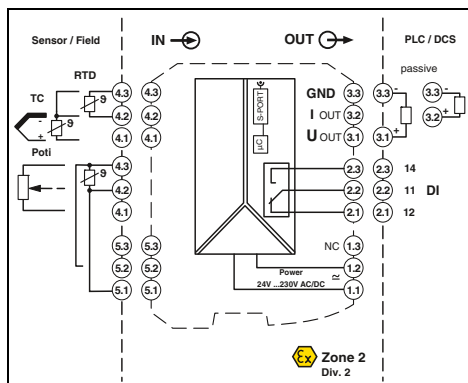 Sensor / Field
IN
OUT
PLC / DCS
RTD
TC
ϑ
ϑ
-
+
Poti
ϑ
4.3
4.2
4.1
4.3
4.2
4.1
4.3
4.2
4.1
5.3
5.2
5.1
5.3
5.2
5.1
S-PORT
µC
GND
I OUT
U OUT
3.3
3.2
3.1
passive
3.3
-
3.1
+
3.3
-
3.2
+
2.3
2.3
14
2.2
2.2
11
DI
2.1
2.1
12
NC
1.3
Power
≃
1.2
24V ...230V AC/DC
1.1
Ex
Zone 2
Div. 2